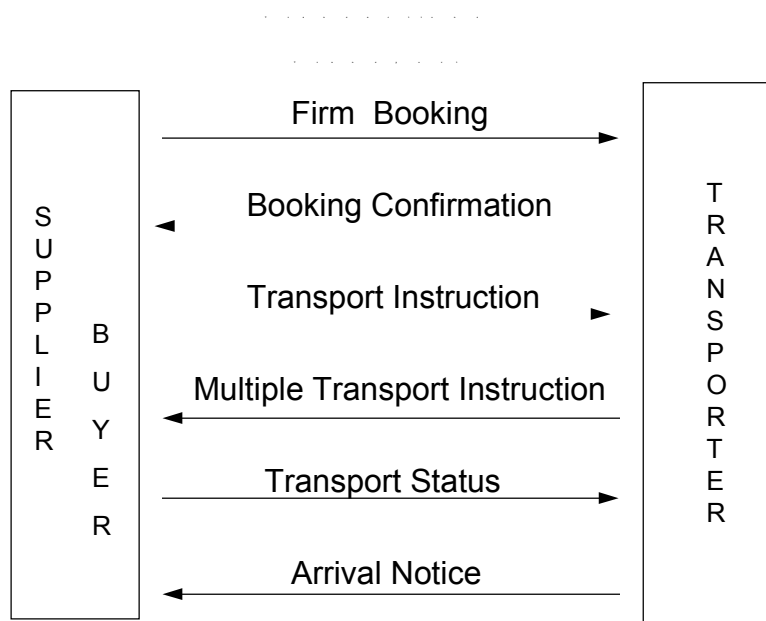 Firm Booking
Booking Confirmation
Transport Instruction
Multiple Transport Instruction
Transport Status
Arrival Notice
SUPPLIER
BUYER
TRANSPORTER